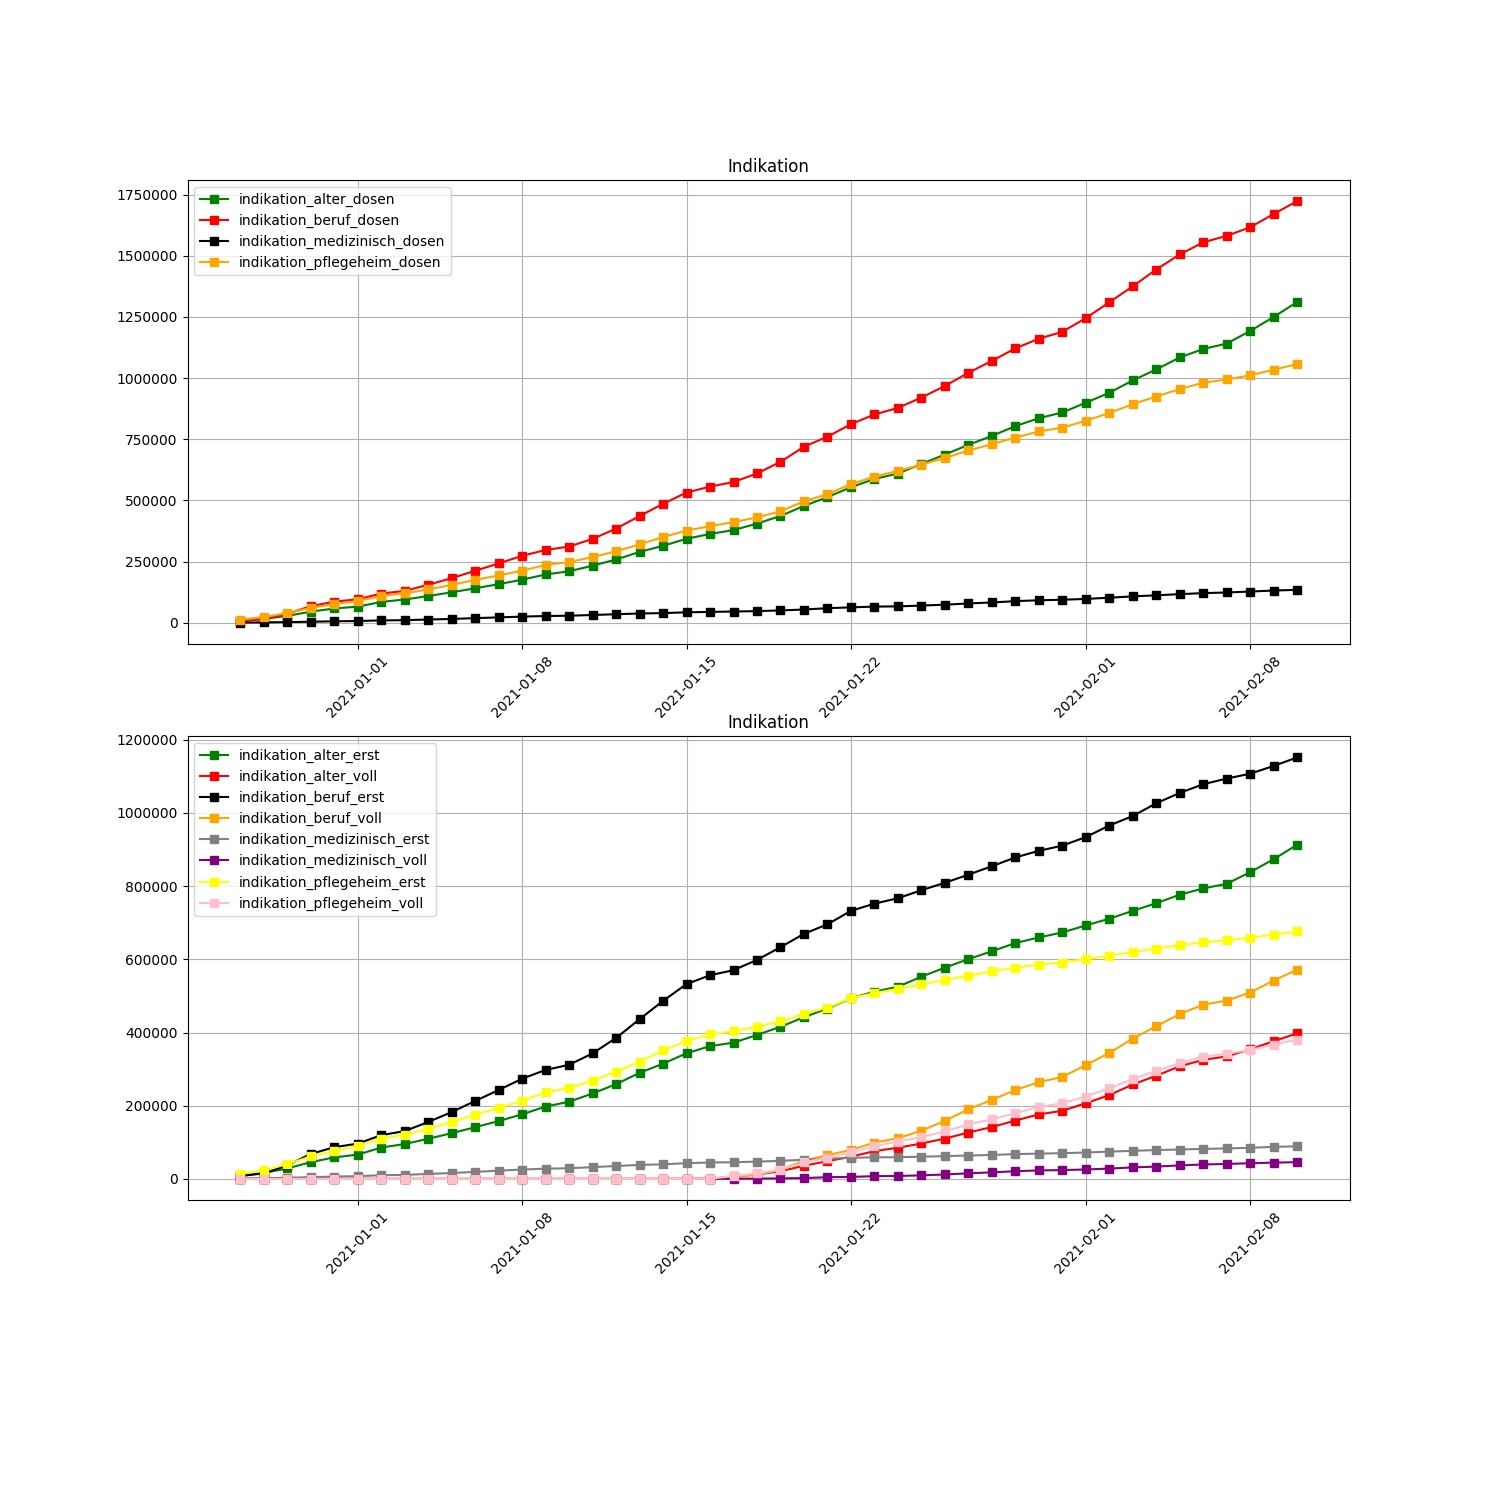 Indikation
1750000
1500000
1250000
1000000
750000
500000
250000
0
indikation_alter_dosen
indikation_beruf_dosen
indikation_medizinisch_dosen
indikation_pflegeheim_dosen
2021-01-01
2021-01-08
2021-01-15
2021-01-22
2021-02-01
2021-02-08
Indikation
1200000
1000000
800000
600000
400000
200000
0
indikation_alter_erst
indikation_alter_voll
indikation_beruf_erst
indikation_beruf_voll
indikation_medizinisch_erst
indikation_medizinisch_voll
indikation_pflegeheim_erst
indikation_pflegeheim_voll
2021-01-01
2021-01-08
2021-01-15
2021-01-22
2021-02-01
2021-02-08